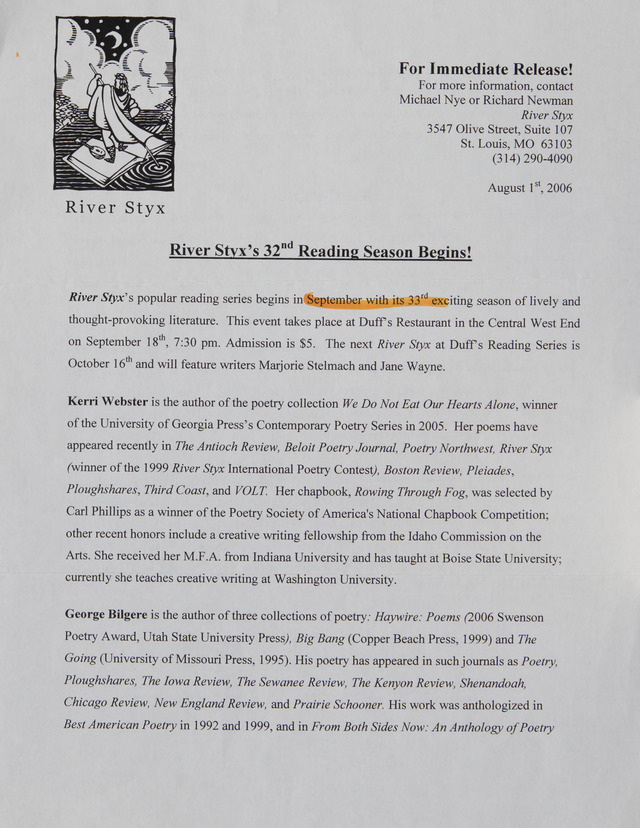 River Styx
For Immediate Release!
For more information, contact
Michael Nye or Richard Newman
River Styx
3547 Olive Street, Suite 107
St. Louis, MO 63103
(314) 290-4090
August 1st, 2006
River Styx's 32nd Reading Season Begins!
River Styx's popular reading series begins in September with its 33rd exciting season of lively and
thought-provoking literature. This event takes place at Duff's Restaurant in the Central West End
on September 18th, 7:30 pm. Admission is $5. The next River Styx at Duff's Reading Series is
October 16th and will feature writers Marjorie Stelmach and Jane Wayne.
Kerri Webster is the author of the poetry collection We Do Not Eat Our Hearts Alone, winner
of the University of Georgia Press's Contemporary Poetry Series in 2005. Her poems have
appeared recently in The Antioch Review, Beloit Poetry Journal, Poetry Northwest, River Styx
(winner of the 1999 River Styx International Poetry Contest), Boston Review, Pleiades,
Ploughshares, Third Coast, and VOLT. Her chapbook, Rowing Through Fog, was selected by
Carl Phillips as a winner of the Poetry Society of America's National Chapbook Competition;
other recent honors include a creative writing fellowship from the Idaho Commission on the
Arts. She received her M.F.A. from Indiana University and has taught at Boise State University;
currently she teaches creative writing at Washington University.
George Bilgere is the author of three collections of poetry: Haywire: Poems (2006 Swenson
Poetry Award, Utah State University Press), Big Bang (Copper Beach Press, 1999) and The
Going (University of Missouri Press, 1995). His poetry has appeared in such journals as Poetry,
Ploughshares, The Iowa Review, The Sewanee Review, The Kenyon Review, Shenandoah,
Chicago Review, New England Review, and Prairie Schooner. His work was anthologized in
Best American Poetry in 1992 and 1999, and in From Both Sides Now: An Anthology of Poetry